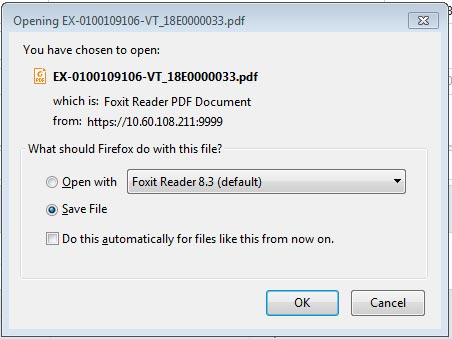 Opening EX-0100109106-VT_18E0000033.pdf
You have chosen to open:
EX-0100109106-VT_18E0000033.pdf
which is: Foxit Reader PDF Document
from: https://10.60.108.211:9999
What should Firefox do with this file?
Open with Foxit Reader 8.3 (default)
Save File
Do this automatically for files like this from now on.
OK Cancel